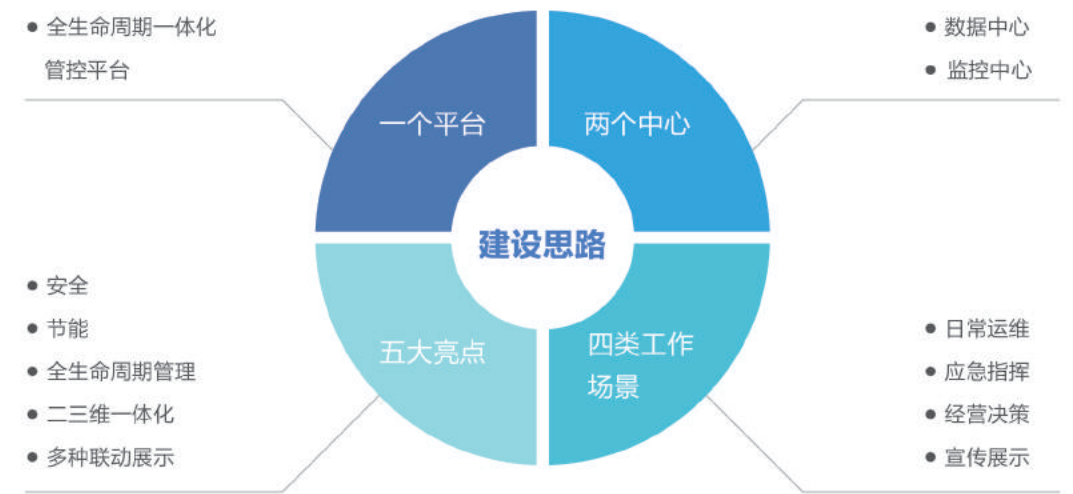 ● 全生命周期一体化
管控平台
一个平台
两个中心
● 数据中心
● 监控中心
建设思路
● 安全
● 节能
● 全生命周期管理
● 二三维一体化
● 多种联动展示
五大亮点
四类工作
场景
● 日常运维
● 应急指挥
● 经营决策
● 宣传展示